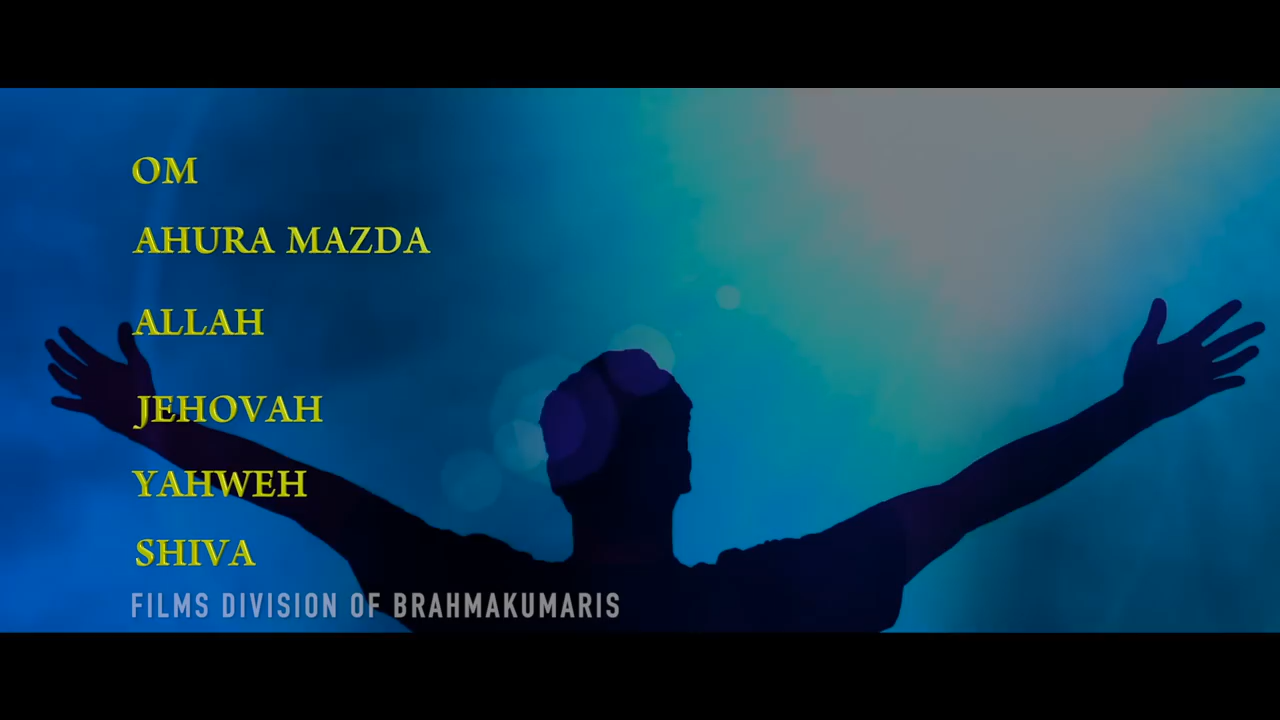 OM
AHURA MAZDA
ALLAH
JEHOVAH
YAHWEH
SHIVA
FILMS DIVISION OF BRAHMAKUMARIS